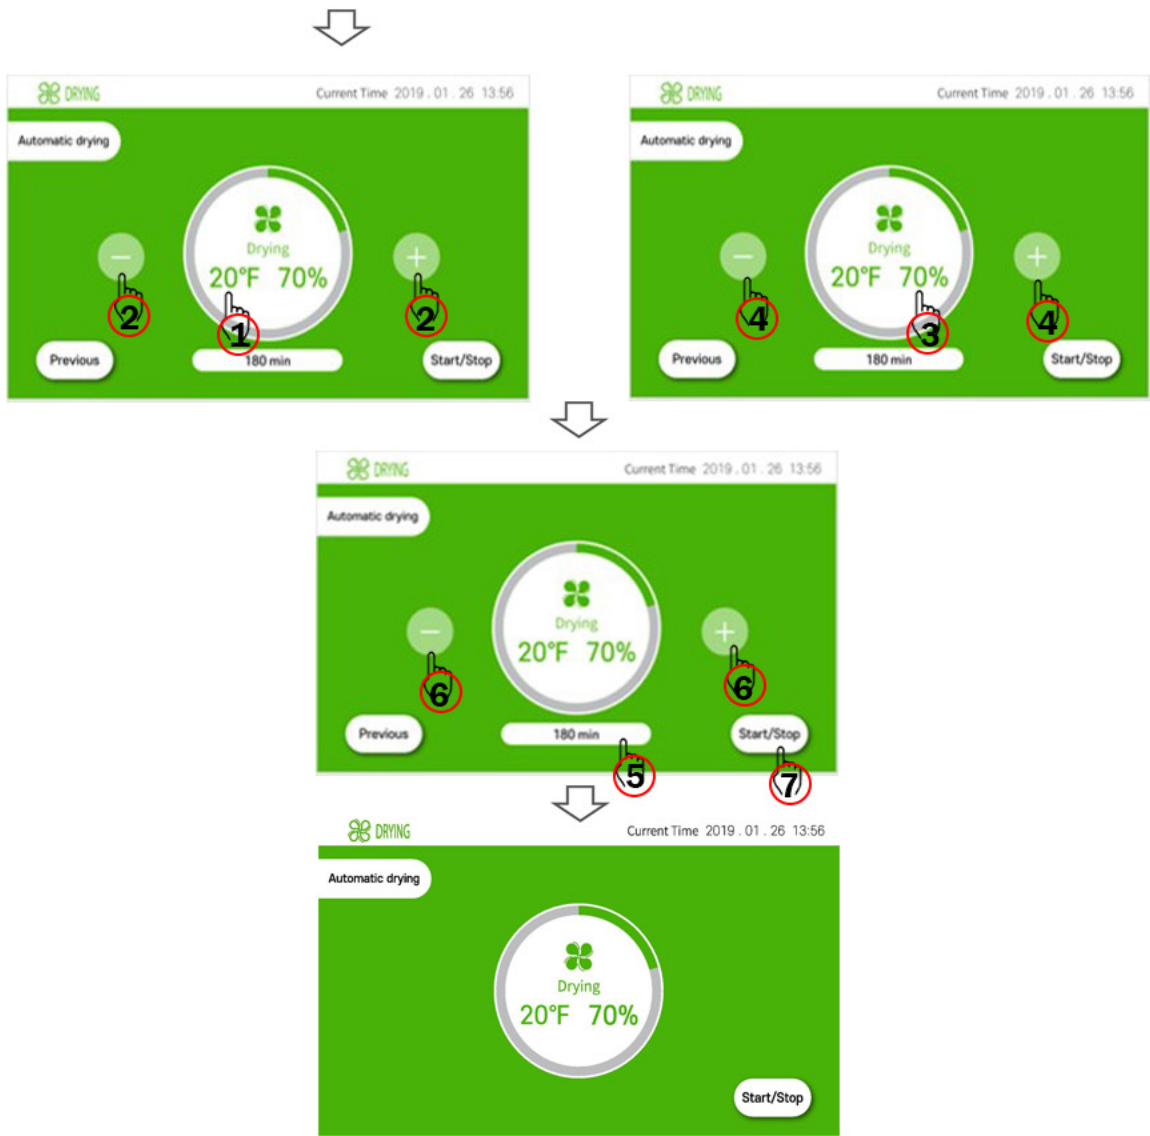 DRYING
Current Time 2019 . 01 . 26 13:56
Automatic drying
Drying
20°F 70%
2
1
2
Previous
180 min
Start/Stop
DRYING
Current Time 2019 . 01 . 26 13:56
Automatic drying
Drying
20°F 70%
4
3
4
Previous
180 min
Start/Stop
DRYING
Current Time 2019 . 01 . 26 13:56
Automatic drying
Drying
20°F 70%
6
6
Previous
180 min
Start/Stop
5
7
DRYING
Current Time 2019 . 01 . 26 13:56
Automatic drying
Drying
20°F 70%
Start/Stop